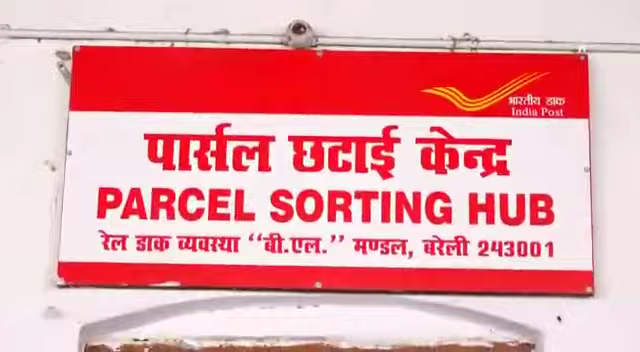 भारतीय डाक
India Post
पार्सल छटाई केन्द्र
PARCEL SORTING HUB
रेल डाक व्यवस्था "बी.एल." मण्डल, बरेली 243001